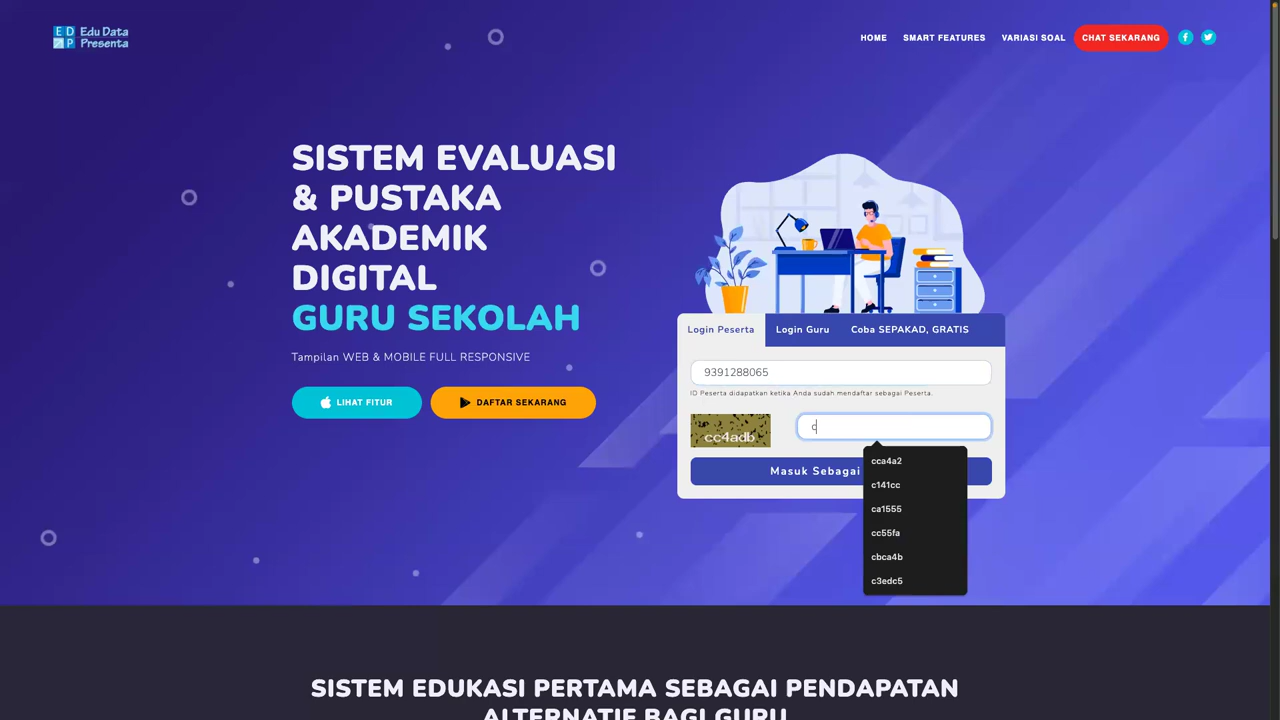 E D Edu Data
P Presenta
HOME SMART FEATURES VARIASI SOAL CHAT SEKARANG
SISTEM EVALUASI
& PUSTAKA
AKADEMIK
DIGITAL
GURU SEKOLAH
Tampilan WEB & MOBILE FULL RESPONSIVE
LIHAT FITUR
DAFTAR SEKARANG
Login Peserta Login Guru Coba SEPAKAD, GRATIS
9391288065
ID Peserta didapatkan ketika Anda sudah mendaftar sebagai Peserta.
cc4adb
c
Masuk Sebagai
cca4a2
c141cc
ca1555
cc55fa
cbca4b
c3edc5
SISTEM EDUKASI PERTAMA SEBAGAI PENDAPATAN
ALTERNATIF BAGI GURU